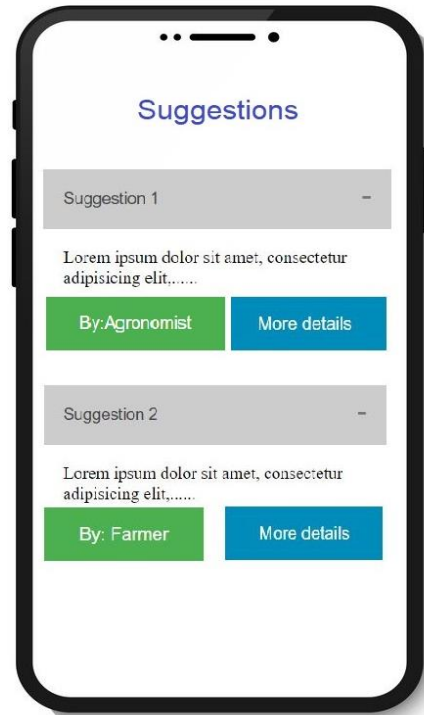 Suggestions
Suggestion 1 -
Lorem ipsum dolor sit amet, consectetur
adipisicing elit,......
By:Agronomist More details
Suggestion 2 -
Lorem ipsum dolor sit amet, consectetur
adipisicing elit,......
By: Farmer More details